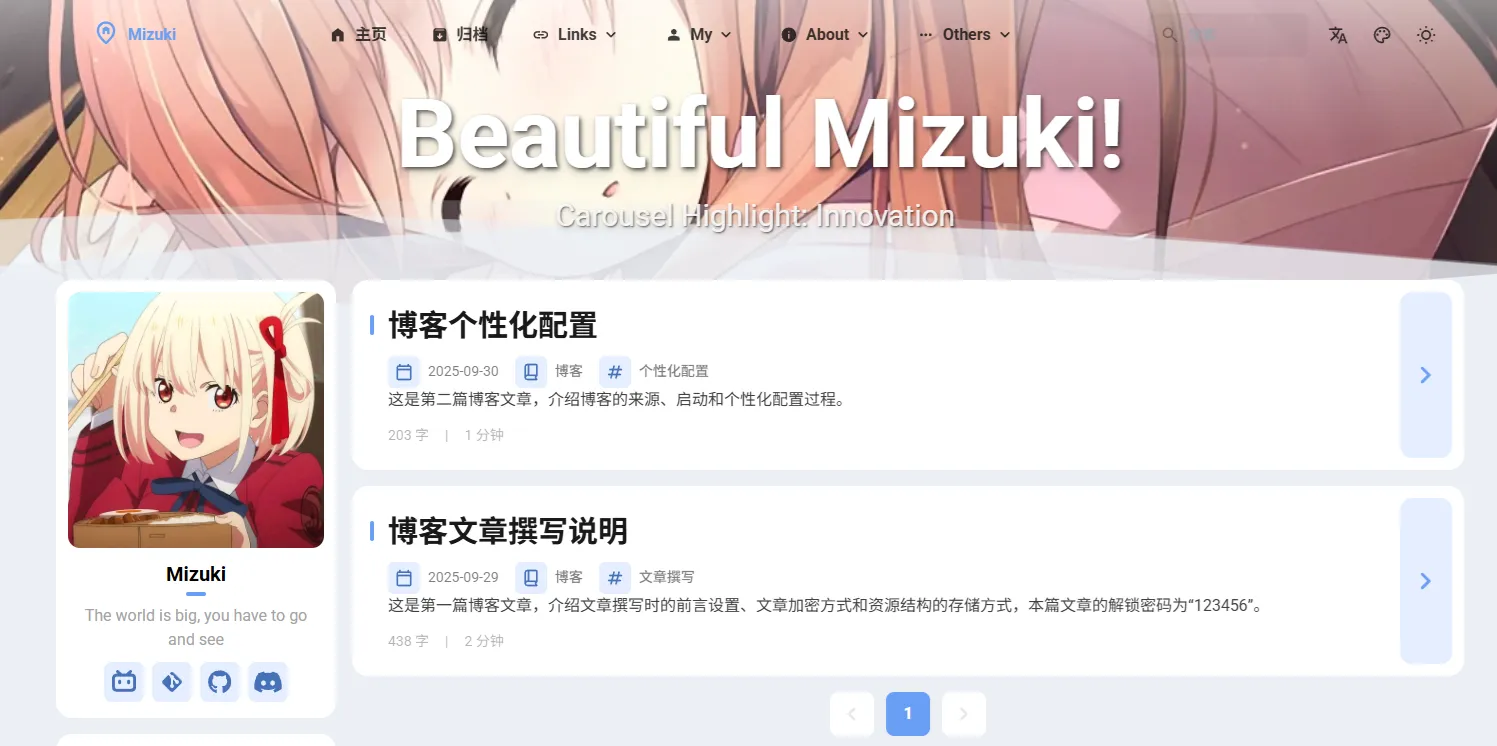 Mizuki
主页
归档
Links
My
About
Others
Beautiful Mizuki!
Carousel Highlight: Innovation
Mizuki
The world is big, you have to go
and see
博客个性化配置
2025-09-30 博客 个性化配置
这是第二篇博客文章，介绍博客的来源、启动和个性化配置过程。
203 字 | 1 分钟
博客文章撰写说明
2025-09-29 博客 文章撰写
这是第一篇博客文章，介绍文章撰写时的前言设置、文章加密方式和资源结构的存储方式，本篇文章的解锁密码为“123456”。
438 字 | 2 分钟
1